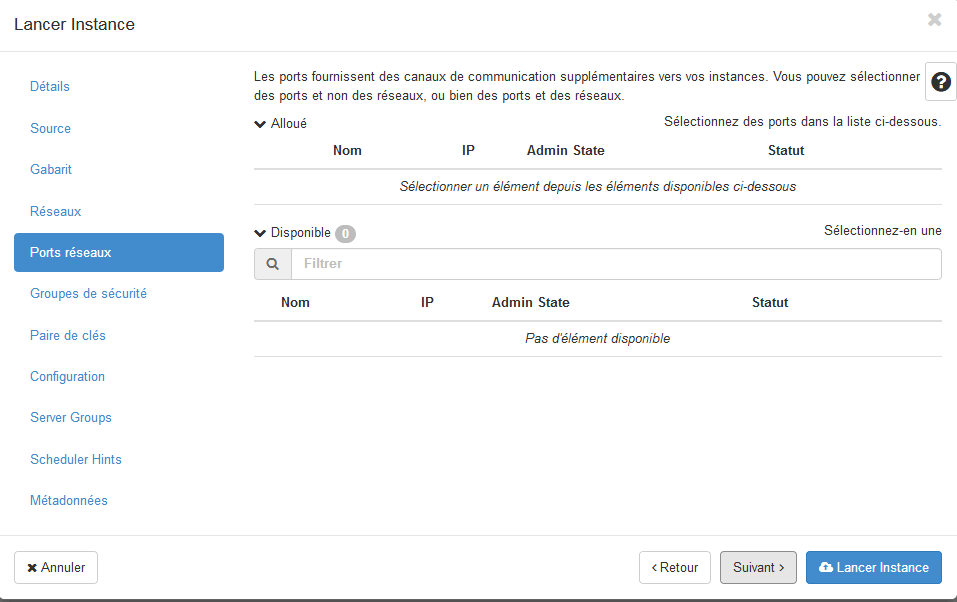 Lancer Instance
Détails
Source
Gabarit
Réseaux
Ports réseaux
Groupes de sécurité
Paire de clés
Configuration
Server Groups
Scheduler Hints
Métadonnées
Les ports fournissent des canaux de communication supplémentaires vers vos instances. Vous pouvez sélectionner
des ports et non des réseaux, ou bien des ports et des réseaux.
Alloué Sélectionnez des ports dans la liste ci-dessous.
Nom IP Admin State Statut
Sélectionner un élément depuis les éléments disponibles ci-dessous
Disponible 0 Sélectionnez-en une
Filtrer
Nom IP Admin State Statut
Pas d'élément disponible
Annuler Retour Suivant Lancer Instance